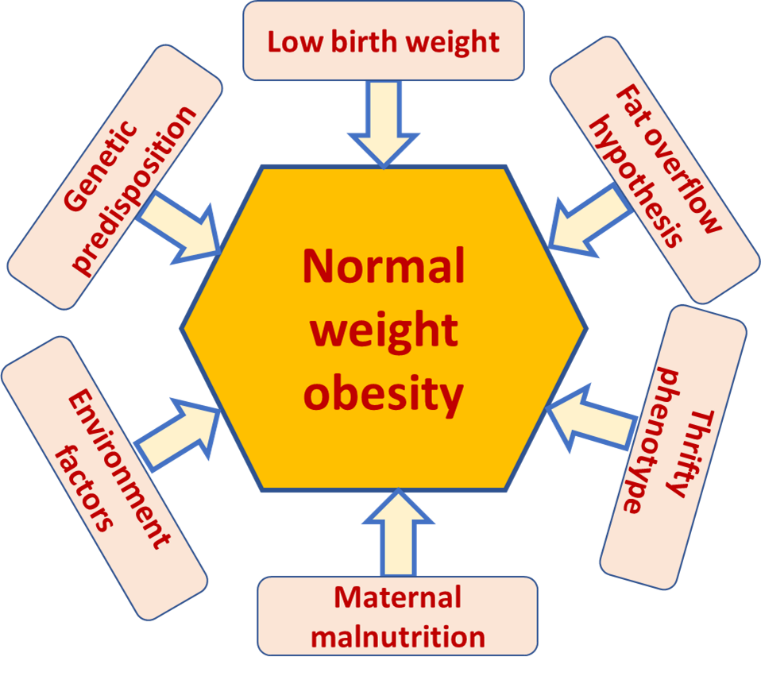 Low birth weight
Genetic
predisposition
Fat overflow
hypothesis
Normal
weight
obesity
Environment
factors
Thrifty
phenotype
Maternal
malnutrition